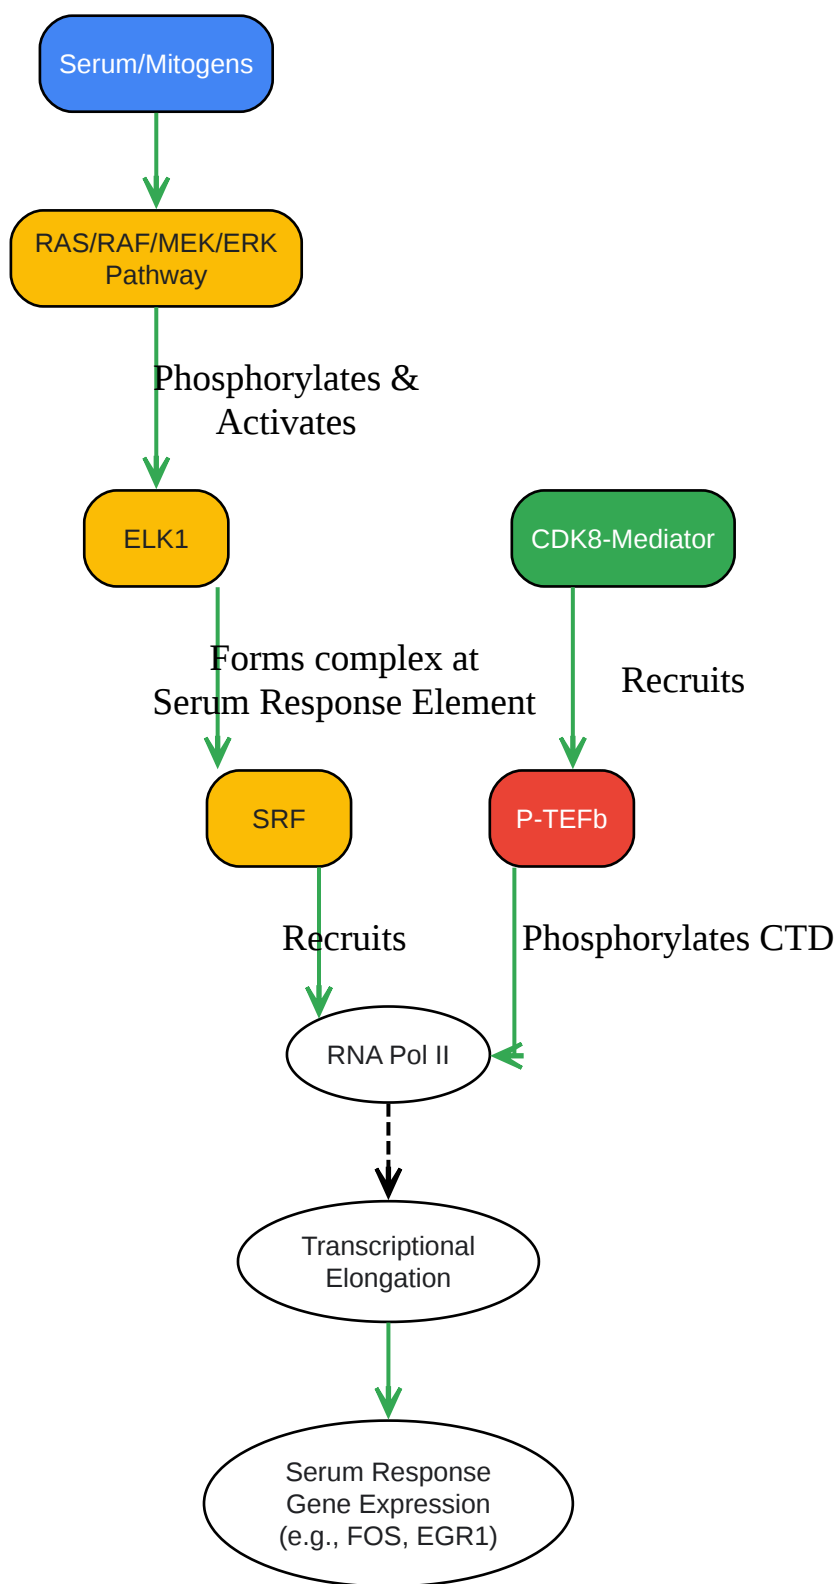 Serum/Mitogens
RAS/RAF/MEK/ERK
Pathway
Phosphorylates &
Activates
ELK1
CDK8-Mediator
Forms complex at
Serum Response Element
Recruits
SRF
P-TEFb
Recruits
Phosphorylates CTD
RNA Pol II
Transcriptional
Elongation
Serum Response
Gene Expression
(e.g., FOS, EGR1)